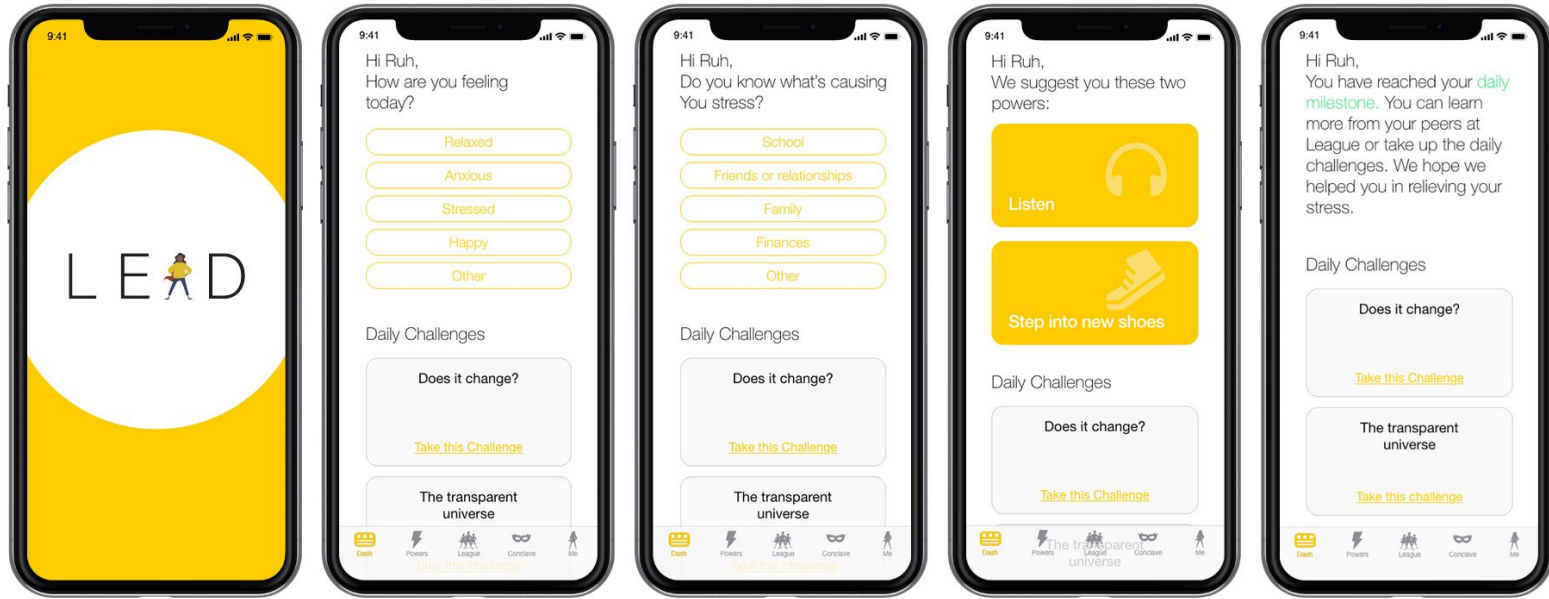 9:41
LEAD
9:41
Hi Ruh,
How are you feeling
today?
Relaxed
Anxious
Stressed
Happy
Other
Daily Challenges
Does it change?
Take this Challenge
The transparent
universe
Take this challenge
Dash
Powers
League
Conclave
Me
9:41
Hi Ruh,
Do you know what's causing
You stress?
School
Friends or relationships
Family
Finances
Other
Daily Challenges
Does it change?
Take this Challenge
The transparent
universe
Take this challenge
Dash
Powers
League
Conclave
Me
9:41
Hi Ruh,
We suggest you these two
powers:
Listen
Step into new shoes
Daily Challenges
Does it change?
Take this Challenge
The transparent
universe
Dash
Powers
League
Conclave
Me
9:41
Hi Ruh,
You have reached your daily
milestone. You can learn
more from your peers at
League or take up the daily
challenges. We hope we
helped you in relieving your
stress.
Daily Challenges
Does it change?
Take this Challenge
The transparent
universe
Take this challenge
Dash
Powers
League
Conclave
Me